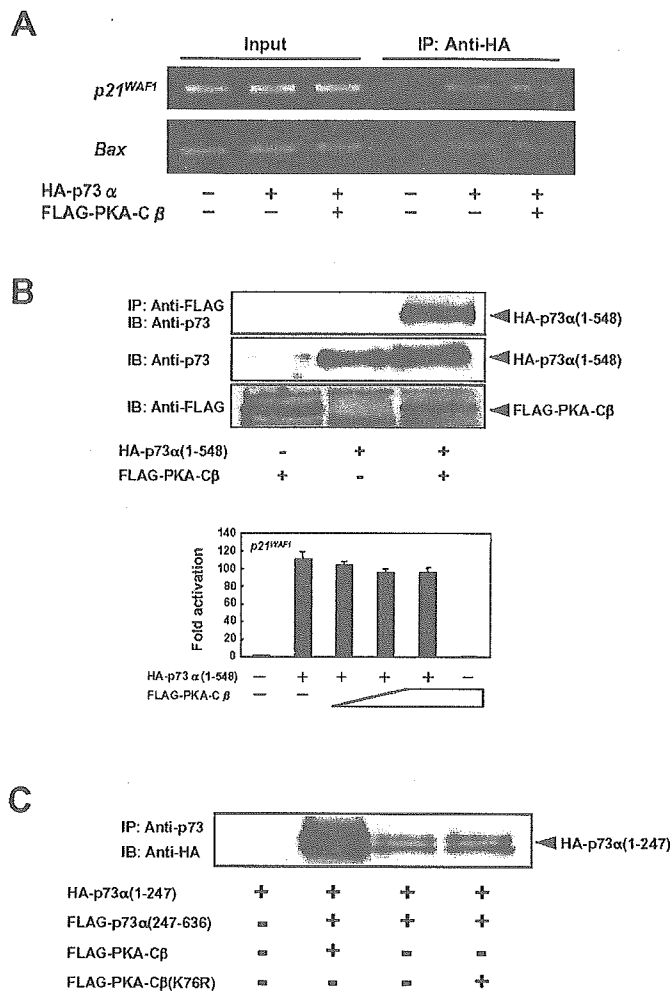 A
Input IP: Anti-HA
p21WAF1
Bax
HA-p73 α − + + − + +
FLAG-PKA-C β − − + − − +
B
IP: Anti-FLAG
IB: Anti-p73
HA-p73α(1-548)
IB: Anti-p73
HA-p73α(1-548)
IB: Anti-FLAG
FLAG-PKA-Cβ
HA-p73α(1-548) - + +
FLAG-PKA-Cβ + - +
140
120
100
80
60
40
20
0
Fold activation
p21WAF1
HA-p73 α(1-548) − + + + + −
FLAG-PKA-C β − −
C
IP: Anti-p73
IB: Anti-HA
HA-p73α(1-247)
HA-p73α(1-247) + + + +
FLAG-p73α(247-636) - + + +
FLAG-PKA-Cβ - + - -
FLAG-PKA-Cβ(K76R) - - - +